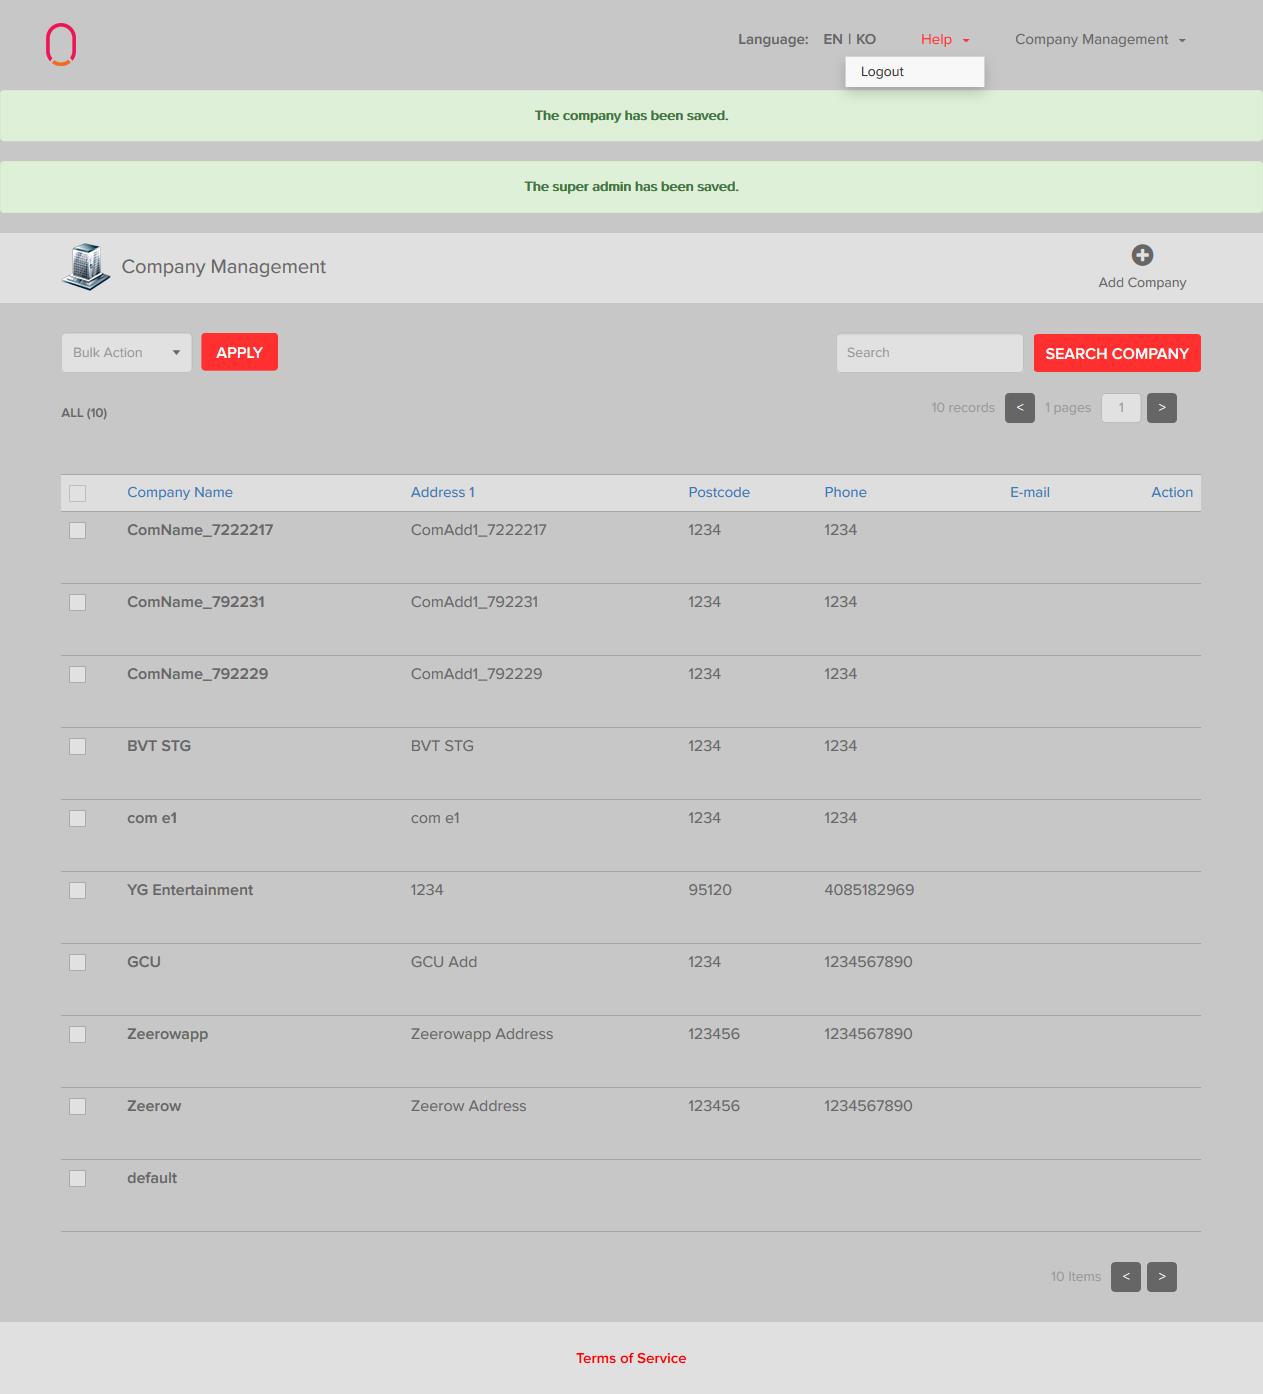 Language: EN | KO Help Company Management
Logout
The company has been saved.
The super admin has been saved.
Company Management
Add Company
Bulk Action APPLY Search SEARCH COMPANY
ALL (10) 10 records < 1 pages 1 >
Company Name Address 1 Postcode Phone E-mail Action
ComName_7222217 ComAdd1_7222217 1234 1234
ComName_792231 ComAdd1_792231 1234 1234
ComName_792229 ComAdd1_792229 1234 1234
BVT STG BVT STG 1234 1234
com e1 com e1 1234 1234
YG Entertainment 1234 95120 4085182969
GCU GCU Add 1234 1234567890
Zeerowapp Zeerowapp Address 123456 1234567890
Zeerow Zeerow Address 123456 1234567890
default
10 Items < >
Terms of Service